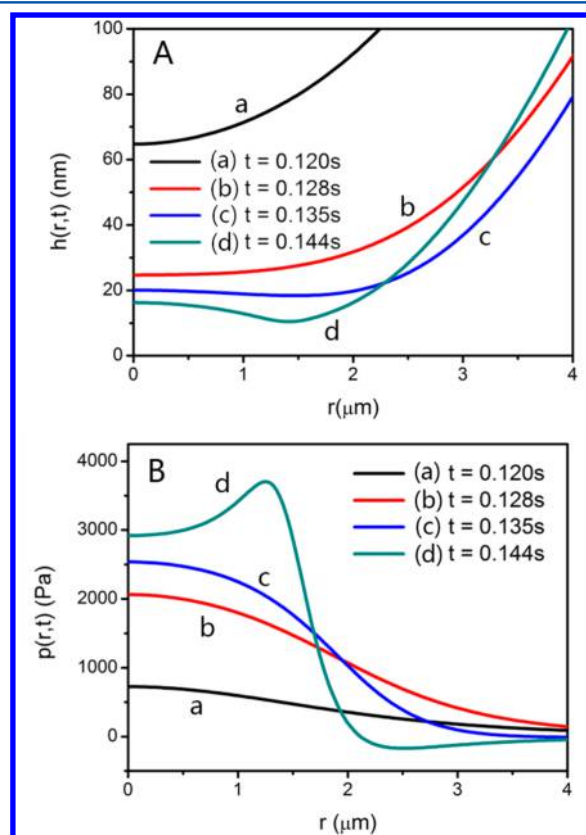 A
100
80
60
40
20
0
h(r,t) (nm)
a
(a) t = 0.120s
(b) t = 0.128s
(c) t = 0.135s
(d) t = 0.144s
b
c
d
0 1 2 3 4
r(μm)
B
4000
3000
2000
1000
0
p(r,t) (Pa)
d
(a) t = 0.120s
(b) t = 0.128s
(c) t = 0.135s
(d) t = 0.144s
c
b
a
0 1 2 3 4
r (μm)